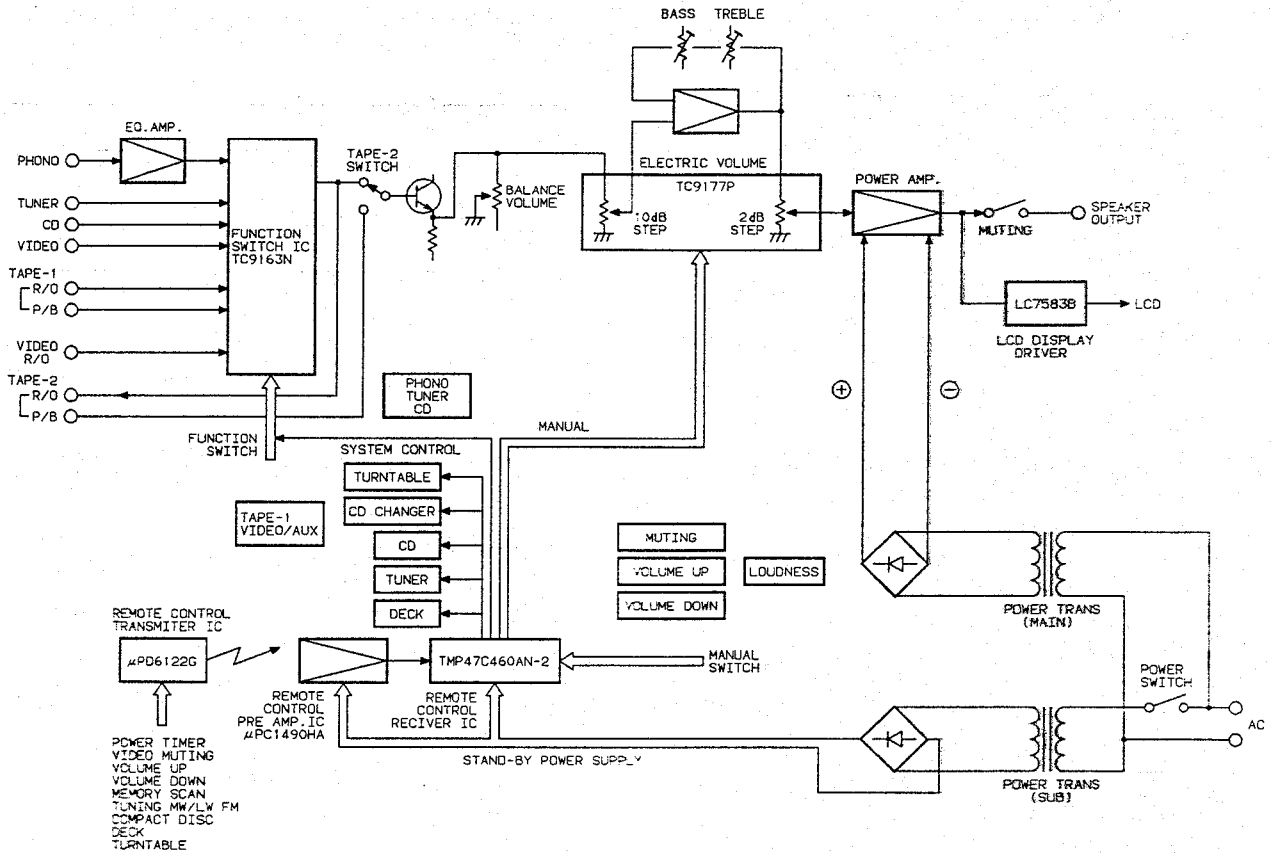 BASS TREBLE
EQ.AMP.
PHONO
TUNER
CD
VIDEO
TAPE-1
R/O
P/B
VIDEO
R/O
TAPE-2
R/O
P/B
FUNCTION
SWITCH IC
TC9163N
TAPE-2
SWITCH
BALANCE
VOLUME
ELECTRIC VOLUME
TC9177P
10dB
STEP
2dB
STEP
POWER AMP.
MUTING
SPEAKER
OUTPUT
LC7583B
LCD
LCD DISPLAY
DRIVER
+
-
PHONO
TUNER
CD
FUNCTION
SWITCH
MANUAL
SYSTEM CONTROL
TURNTABLE
CD CHANGER
CD
TUNER
DECK
TAPE-1
VIDEO/AUX
MUTING
VOLUME UP
LOUDNESS
VOLUME DOWN
POWER TRANS
(MAIN)
REMOTE CONTROL
TRANSMITER IC
μPD6122G
TMP47C460AN-2
MANUAL
SWITCH
REMOTE
CONTROL
PRE AMP.IC
μPC1490HA
REMOTE
CONTROL
RECIVER IC
STAND-BY POWER SUPPLY
POWER
SWITCH
AC
POWER TRANS
(SUB)
POWER TIMER
VIDEO MUTING
VOLUME UP
VOLUME DOWN
MEMORY SCAN
TUNING MW/LW FM
COMPACT DISC
DECK
TURNTABLE